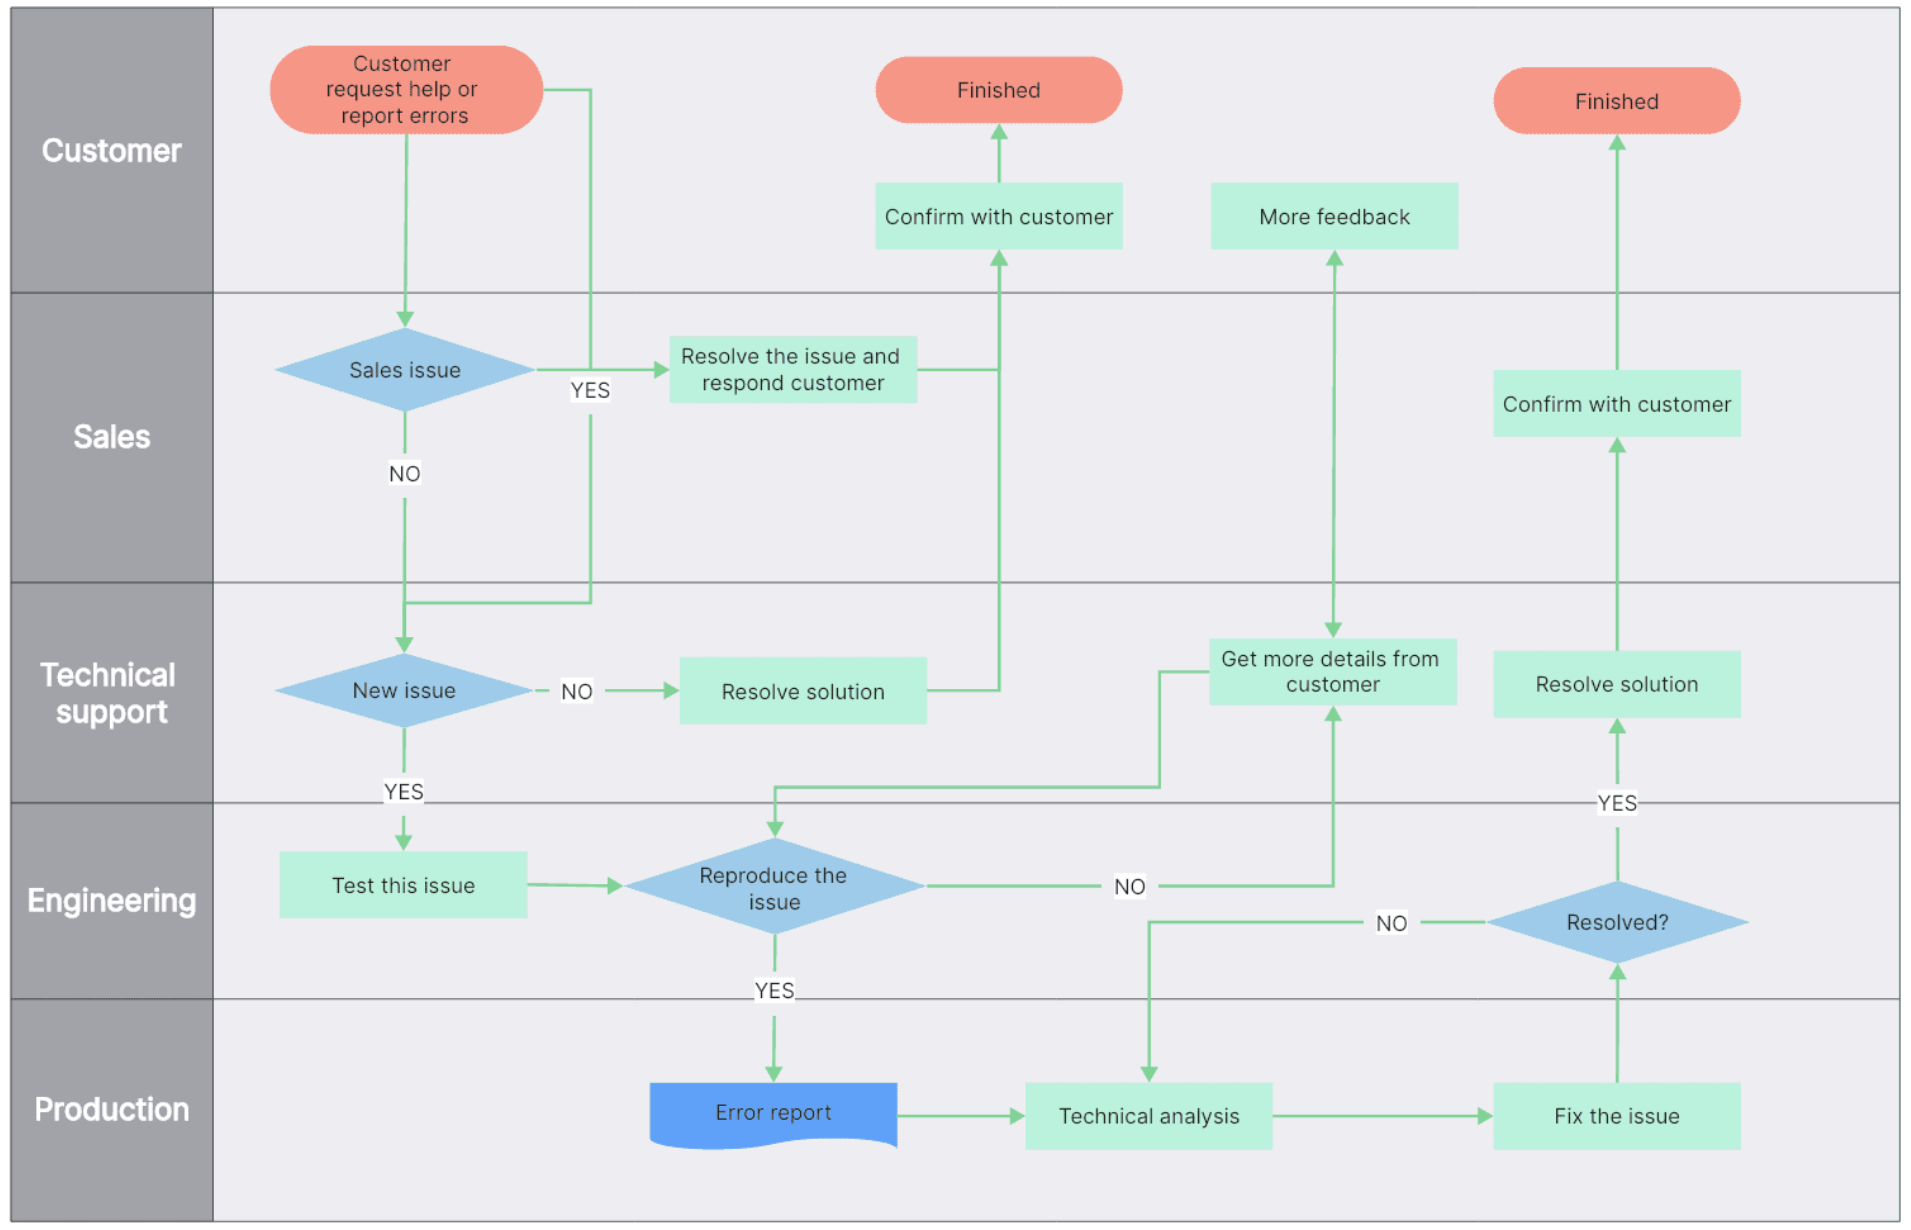 Customer
Customer
request help or
report errors
Finished
Finished
Confirm with customer
More feedback
Sales
Sales issue
YES
Resolve the issue and
respond customer
Confirm with customer
NO
Technical
support
New issue
NO
Resolve solution
Get more details from
customer
Resolve solution
YES
YES
Engineering
Test this issue
Reproduce the
issue
NO
NO
Resolved?
YES
Production
Error report
Technical analysis
Fix the issue